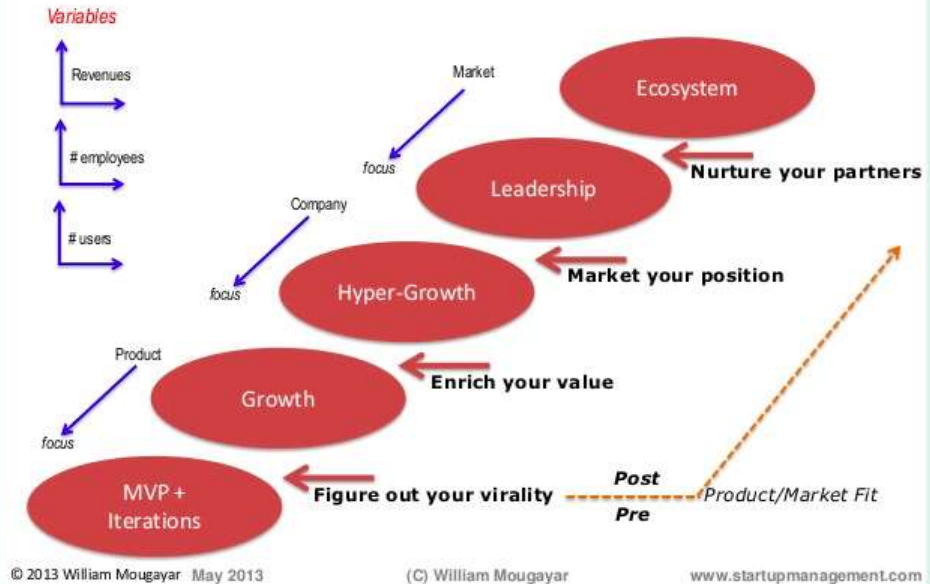 Variables
Revenues
# employees
# users
Market
focus
Ecosystem
Nurture your partners
Leadership
Company
focus
Market your position
Hyper-Growth
Product
focus
Enrich your value
Growth
MVP +
Iterations
Figure out your virality
Post
Pre
Product/Market Fit
© 2013 William Mougayar May 2013 (C) William Mougayar www.startupmanagement.com